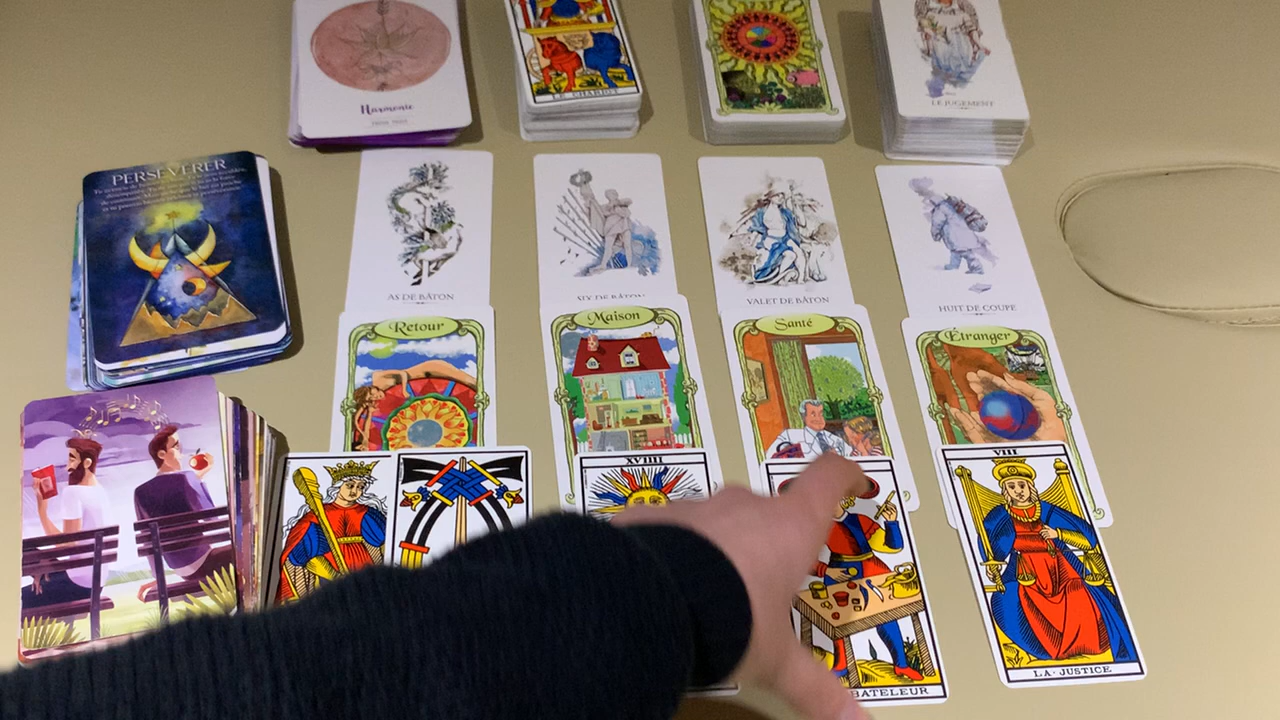 Harmonie
LE CHARIOT
LE JUGEMENT
PERSÉVÉRER
AS DE BÂTON
SIX DE BÂTON
VALET DE BÂTON
HUIT DE COUPE
Retour
Maison
Santé
Étranger
XVIIII
VIII
BATELEUR
LA·JUSTICE